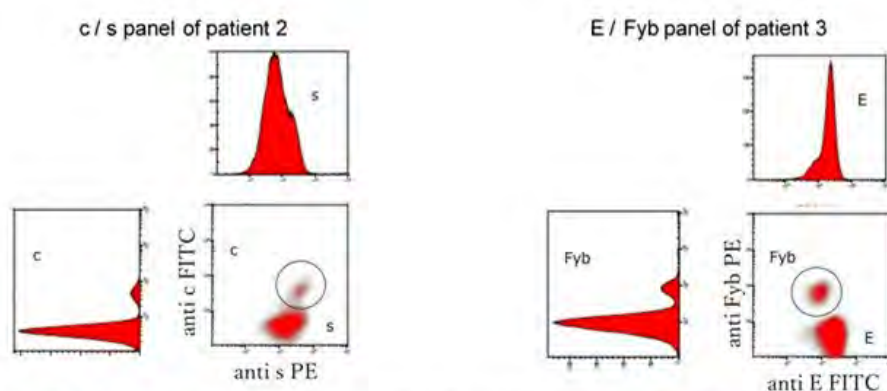 c / s panel of patient 2
E / Fyb panel of patient 3
s
E
c
c
s
anti c FITC
anti s PE
Fyb
Fyb
E
anti Fyb PE
anti E FITC